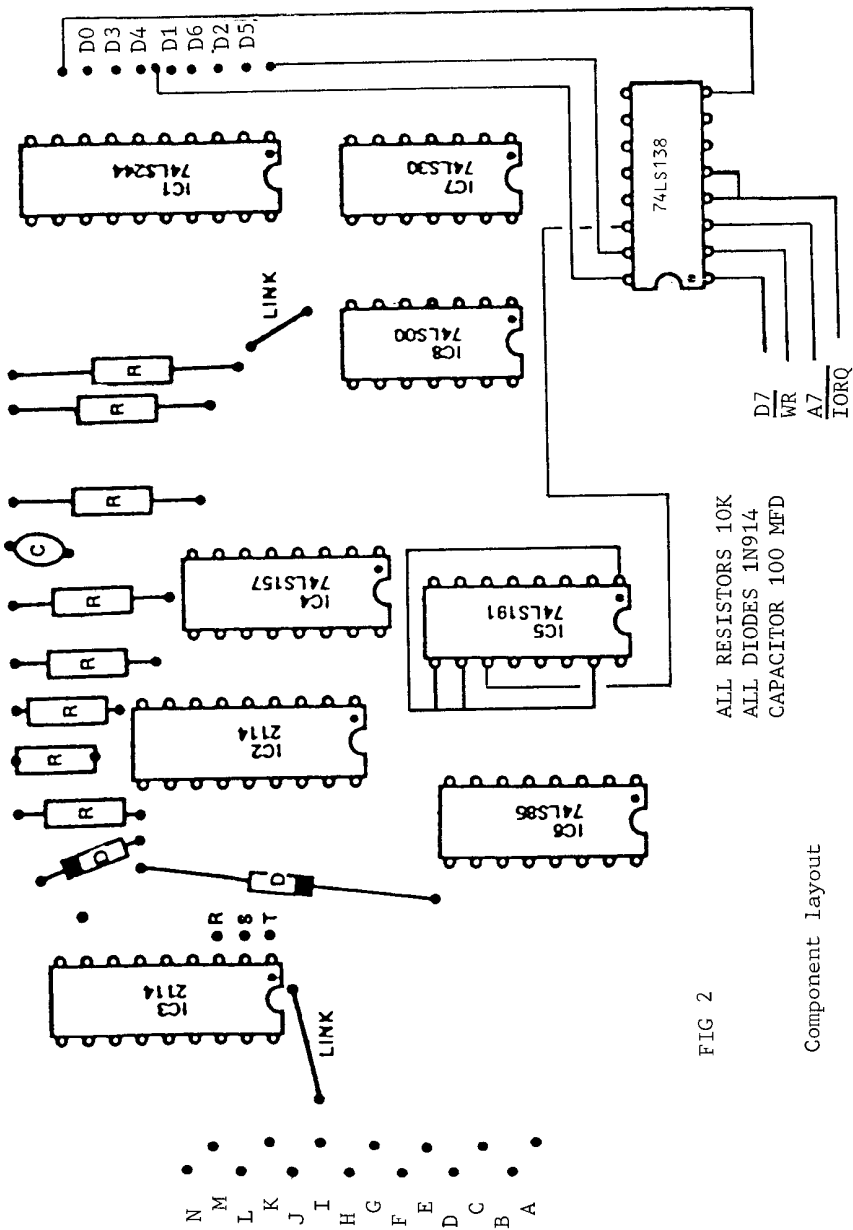 D0
D3
D4
D1
D6
D2
D5
IC1
74LS244
IC7
74LS30
74LS138
LINK
IC8
74LS00
R
R
R
C
R
R
R
R
R
D
D
IC4
74LS157
IC5
74LS191
IC2
2114
IC6
74LS85
IC3
2114
R
S
T
LINK
N
M
L
K
J
I
H
G
F
E
D
C
B
A
D7
WR
A7
IORQ
ALL RESISTORS 10K
ALL DIODES 1N914
CAPACITOR 100 MFD
FIG 2
Component layout